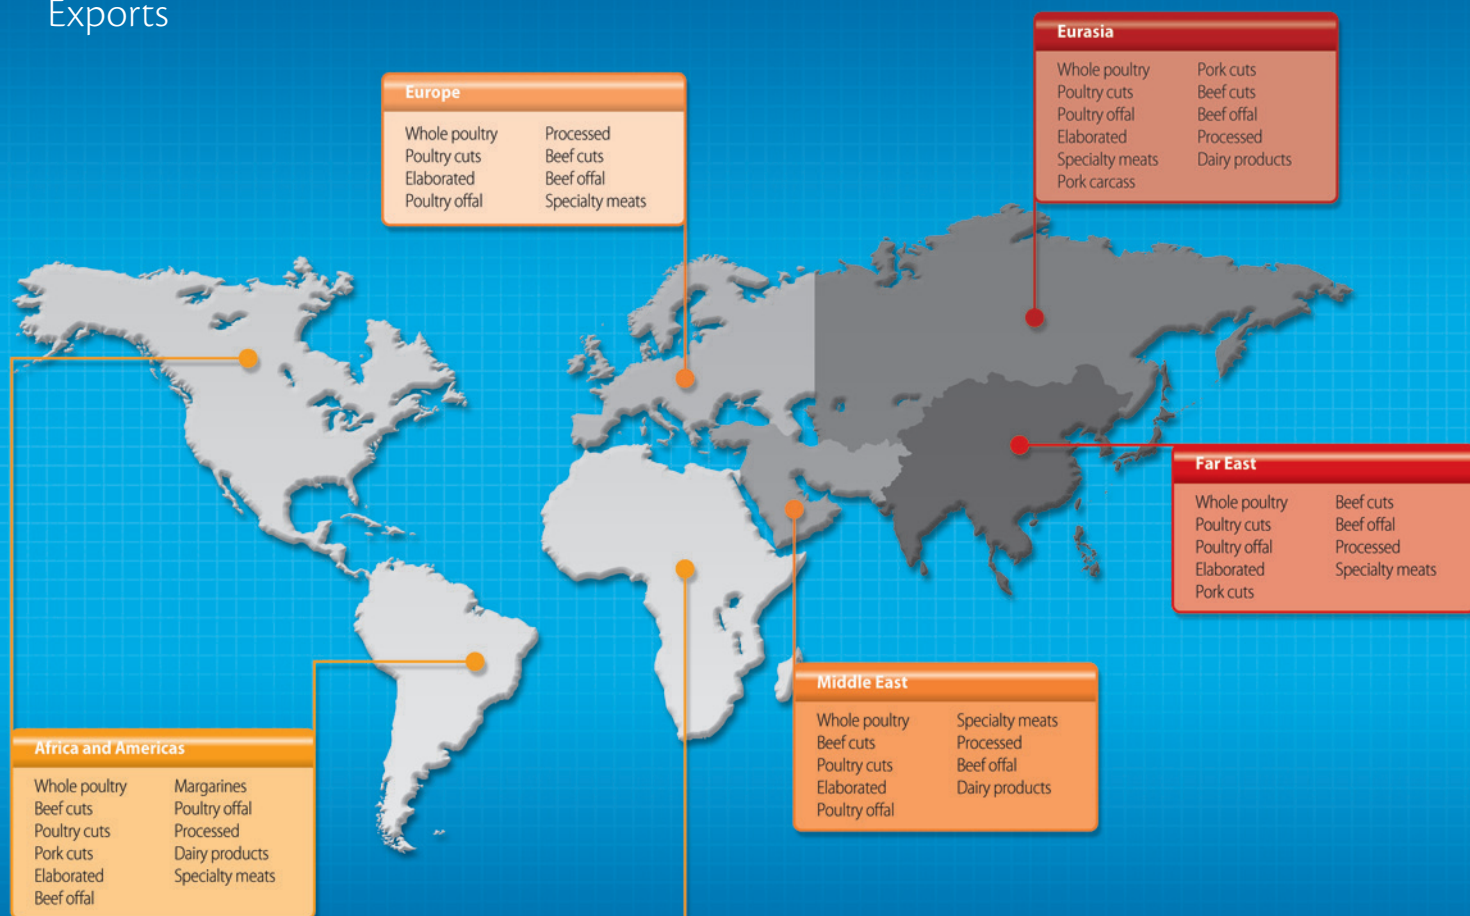 Exports
Eurasia
Whole poultry
Poultry cuts
Poultry offal
Elaborated
Specialty meats
Pork carcass
Pork cuts
Beef cuts
Beef offal
Processed
Dairy products
Europe
Whole poultry
Poultry cuts
Elaborated
Poultry offal
Processed
Beef cuts
Beef offal
Specialty meats
Far East
Whole poultry
Poultry cuts
Poultry offal
Elaborated
Pork cuts
Beef cuts
Beef offal
Processed
Specialty meats
Middle East
Whole poultry
Beef cuts
Poultry cuts
Elaborated
Poultry offal
Specialty meats
Processed
Beef offal
Dairy products
Africa and Americas
Whole poultry
Beef cuts
Poultry cuts
Pork cuts
Elaborated
Beef offal
Margarines
Poultry offal
Processed
Dairy products
Specialty meats